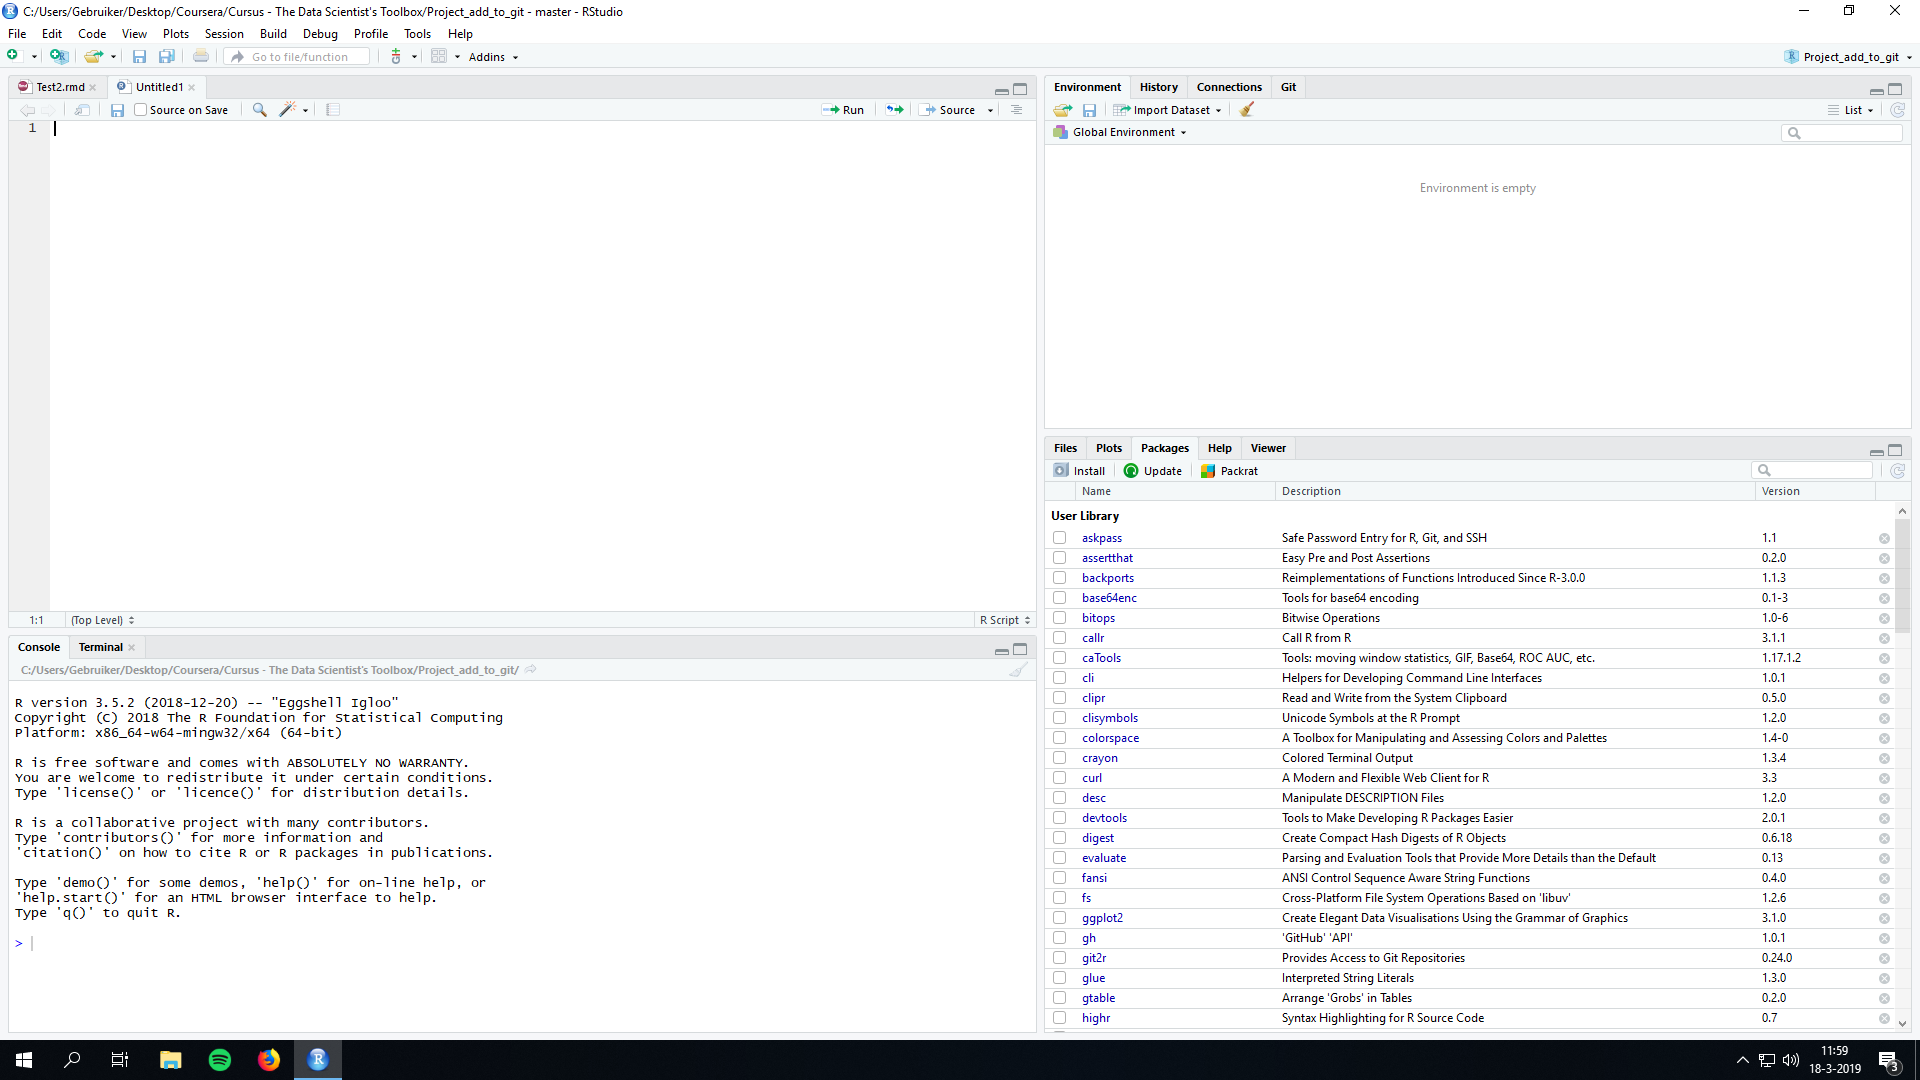 C:/Users/Gebruiker/Desktop/Coursera/Cursus - The Data Scientist's Toolbox/Project_add_to_git - master - RStudio
File Edit Code View Plots Session Build Debug Profile Tools Help
Go to file/function Addins Project_add_to_git
Test2.rmd Untitled1
Source on Save Run Source
1
1:1 (Top Level) R Script
Console Terminal
C:/Users/Gebruiker/Desktop/Coursera/Cursus - The Data Scientist's Toolbox/Project_add_to_git/
R version 3.5.2 (2018-12-20) -- "Eggshell Igloo"
Copyright (C) 2018 The R Foundation for Statistical Computing
Platform: x86_64-w64-mingw32/x64 (64-bit)
R is free software and comes with ABSOLUTELY NO WARRANTY.
You are welcome to redistribute it under certain conditions.
Type 'license()' or 'licence()' for distribution details.
R is a collaborative project with many contributors.
Type 'contributors()' for more information and
'citation()' on how to cite R or R packages in publications.
Type 'demo()' for some demos, 'help()' for on-line help, or
'help.start()' for an HTML browser interface to help.
Type 'q()' to quit R.
>
Environment History Connections Git
Import Dataset List
Global Environment
Environment is empty
Files Plots Packages Help Viewer
Install Update Packrat
Name Description Version
User Library
askpass Safe Password Entry for R, Git, and SSH 1.1
assertthat Easy Pre and Post Assertions 0.2.0
backports Reimplementations of Functions Introduced Since R-3.0.0 1.1.3
base64enc Tools for base64 encoding 0.1-3
bitops Bitwise Operations 1.0-6
callr Call R from R 3.1.1
caTools Tools: moving window statistics, GIF, Base64, ROC AUC, etc. 1.17.1.2
cli Helpers for Developing Command Line Interfaces 1.0.1
clipr Read and Write from the System Clipboard 0.5.0
clisymbols Unicode Symbols at the R Prompt 1.2.0
colorspace A Toolbox for Manipulating and Assessing Colors and Palettes 1.4-0
crayon Colored Terminal Output 1.3.4
curl A Modern and Flexible Web Client for R 3.3
desc Manipulate DESCRIPTION Files 1.2.0
devtools Tools to Make Developing R Packages Easier 2.0.1
digest Create Compact Hash Digests of R Objects 0.6.18
evaluate Parsing and Evaluation Tools that Provide More Details than the Default 0.13
fansi ANSI Control Sequence Aware String Functions 0.4.0
fs Cross-Platform File System Operations Based on 'libuv' 1.2.6
ggplot2 Create Elegant Data Visualisations Using the Grammar of Graphics 3.1.0
gh 'GitHub' 'API' 1.0.1
git2r Provides Access to Git Repositories 0.24.0
glue Interpreted String Literals 1.3.0
gtable Arrange 'Grobs' in Tables 0.2.0
highr Syntax Highlighting for R Source Code 0.7
11:59
18-3-2019
3